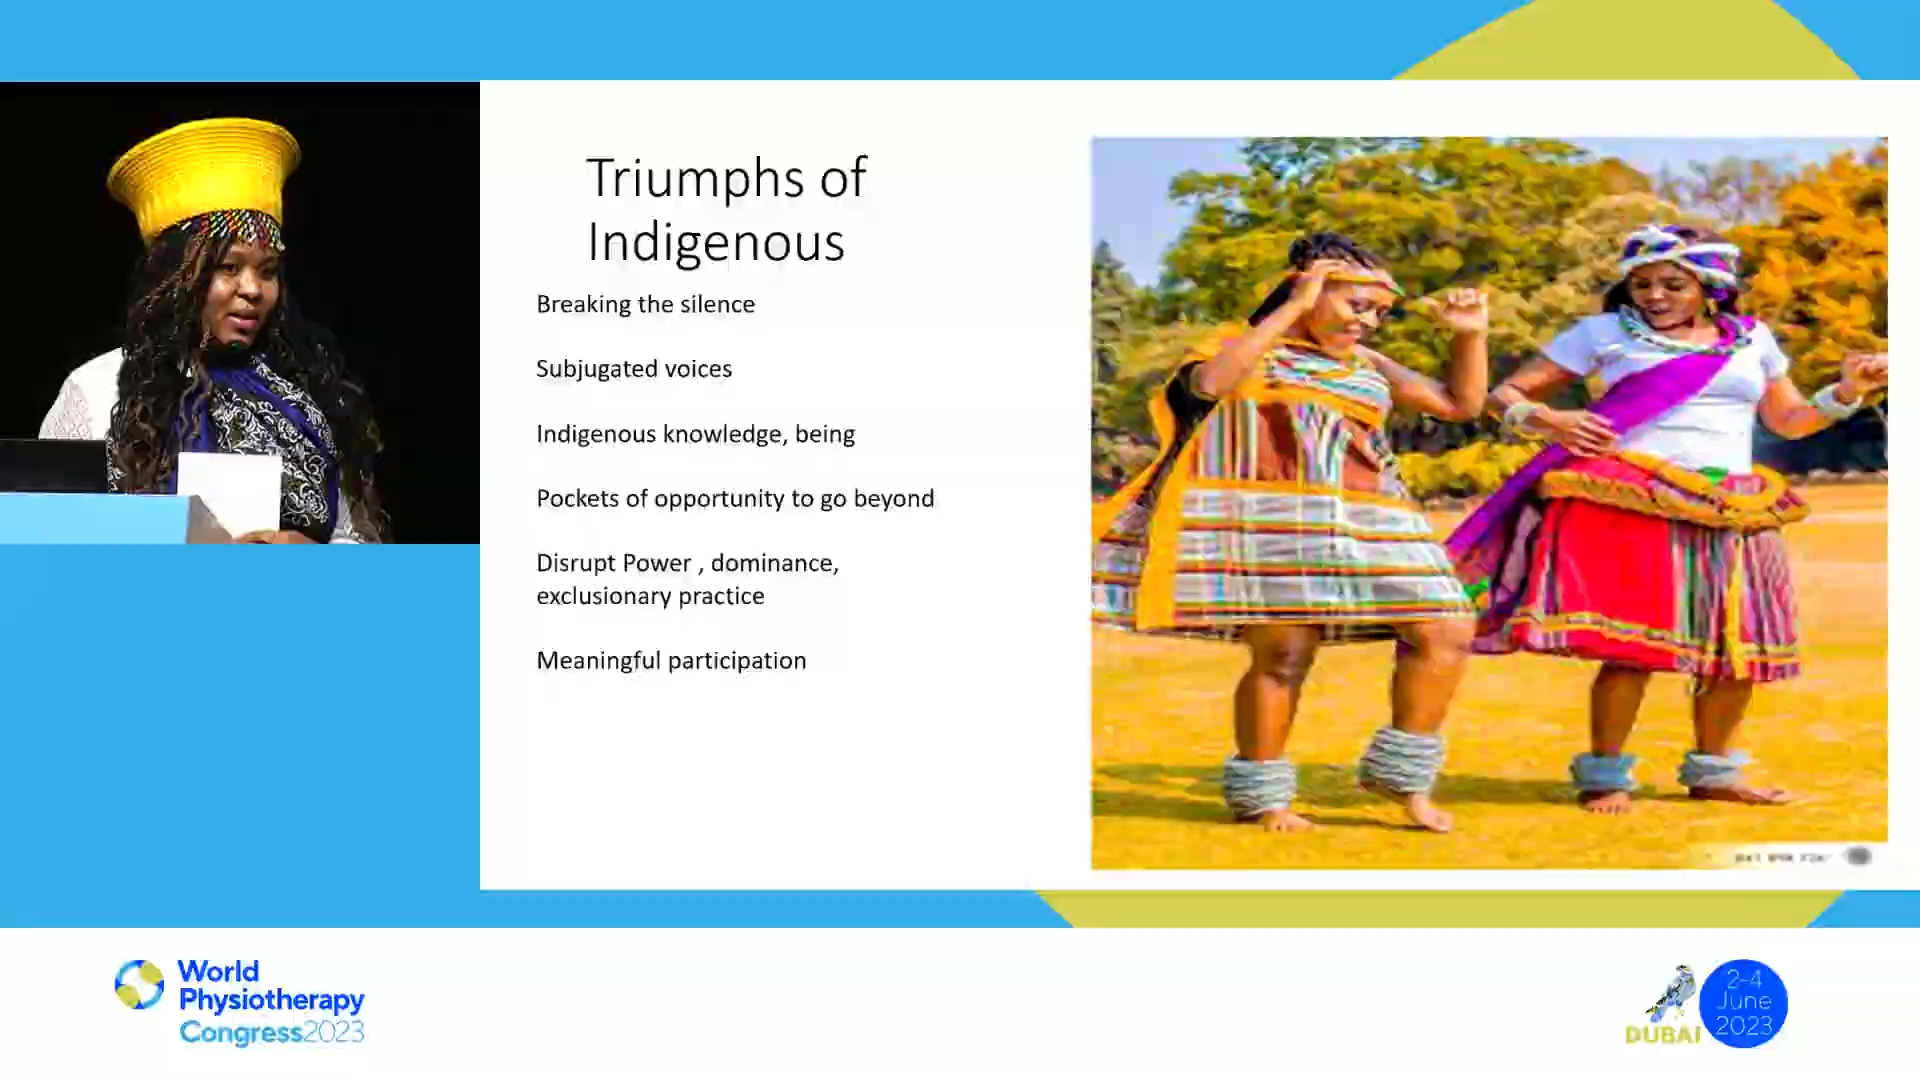 Triumphs of
Indigenous
Breaking the silence
Subjugated voices
Indigenous knowledge, being
Pockets of opportunity to go beyond
Disrupt Power , dominance,
exclusionary practice
Meaningful participation
World
Physiotherapy
Congress2023
2-4
June
2023
DUBAI